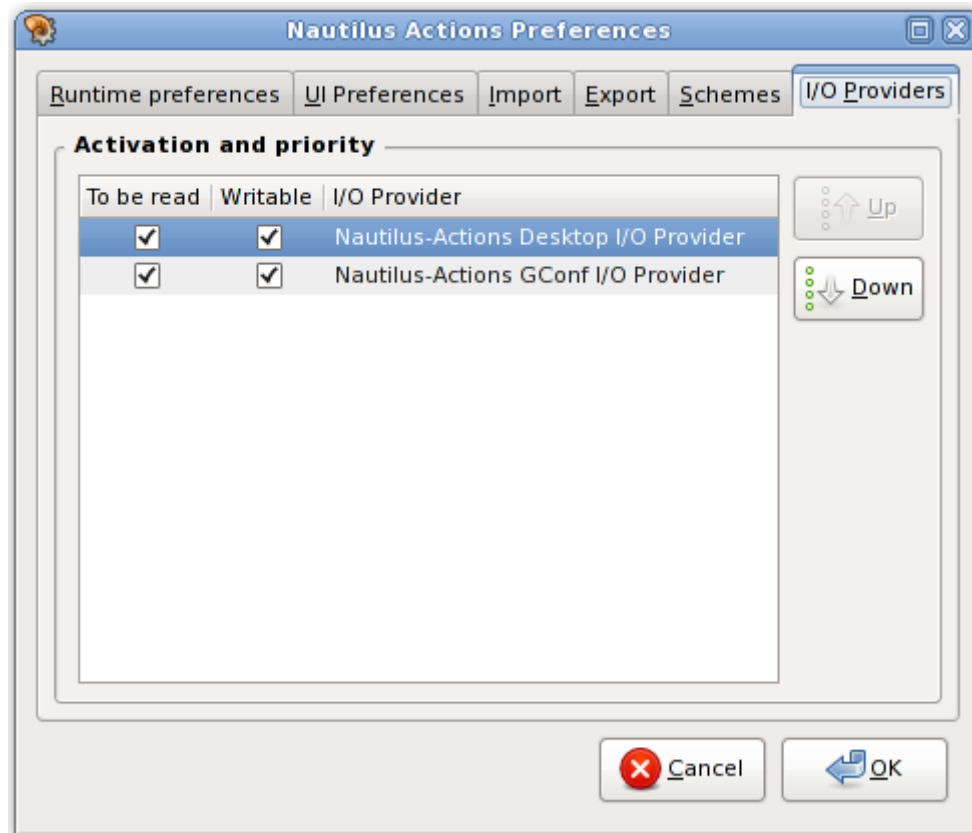 Nautilus Actions Preferences
Runtime preferences UI Preferences Import Export Schemes I/O Providers
Activation and priority
To be read Writable I/O Provider
Nautilus-Actions Desktop I/O Provider
Nautilus-Actions GConf I/O Provider
Up
Down
Cancel OK